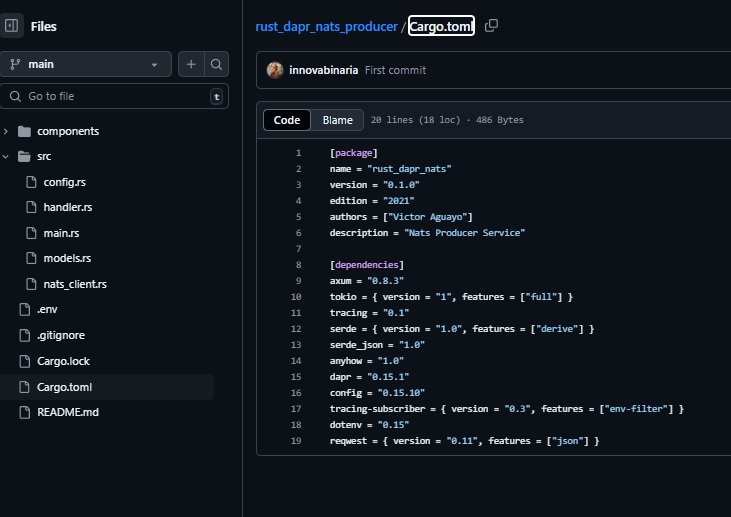 Files
rust_dapr_nats_producer / Cargo.toml
main
innovabinaria First commit
Go to file t
Code Blame 20 lines (18 loc) · 486 Bytes
components
src
config.rs
handler.rs
main.rs
models.rs
nats_client.rs
.env
.gitignore
Cargo.lock
Cargo.toml
README.md
1 [package]
2 name = "rust_dapr_nats"
3 version = "0.1.0"
4 edition = "2021"
5 authors = ["Victor Aguayo"]
6 description = "Nats Producer Service"
7
8 [dependencies]
9 axum = "0.8.3"
10 tokio = { version = "1", features = ["full"] }
11 tracing = "0.1"
12 serde = { version = "1.0", features = ["derive"] }
13 serde_json = "1.0"
14 anyhow = "1.0"
15 dapr = "0.15.1"
16 config = "0.15.10"
17 tracing-subscriber = { version = "0.3", features = ["env-filter"] }
18 dotenv = "0.15"
19 reqwest = { version = "0.11", features = ["json"] }